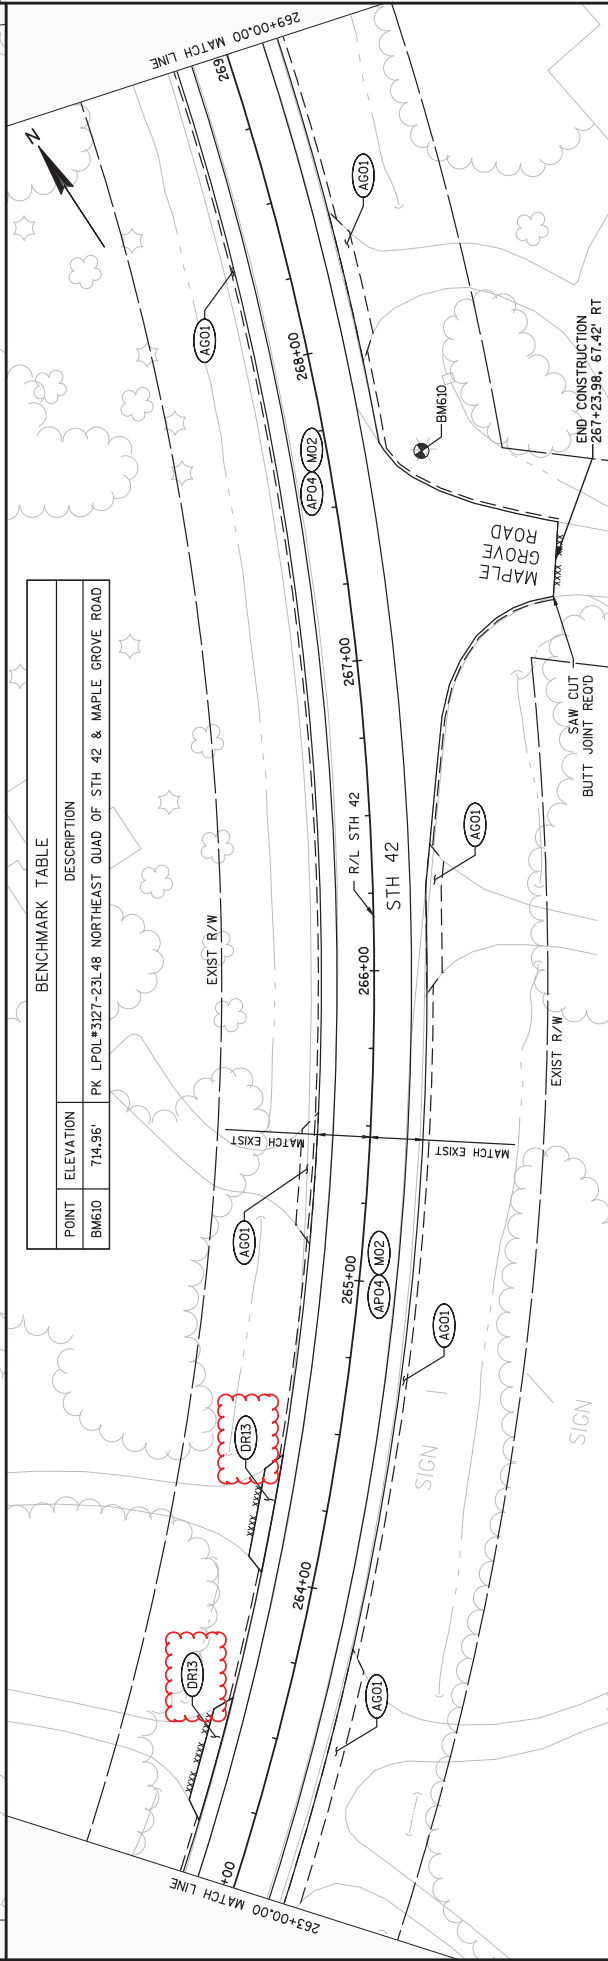 BENCHMARK TABLE
POINT ELEVATION DESCRIPTION
BM610 714.96' PK LPOL#3127-23L48 NORTHEAST QUAD OF STH 42 & MAPLE GROVE ROAD
N
263+00.00 MATCH LINE
+00
269+00.00 MATCH LINE
269
EXIST R/W
DR13
XXXX XXXX XXXX
DR13
XXXX XXXX
AG01
MATCH EXIST
AG01
264+00
265+00
266+00
267+00
268+00
AP04 M02
AP04 M02
R/L STH 42
STH 42
MATCH EXIST
AG01
AG01
AG01
AG01
SIGN
SIGN
EXIST R/W
MAPLE
GROVE
ROAD
XXXX XXXX
BM610
SAW CUT
BUTT JOINT REQ'D
END CONSTRUCTION
267+23.98, 67.42' RT